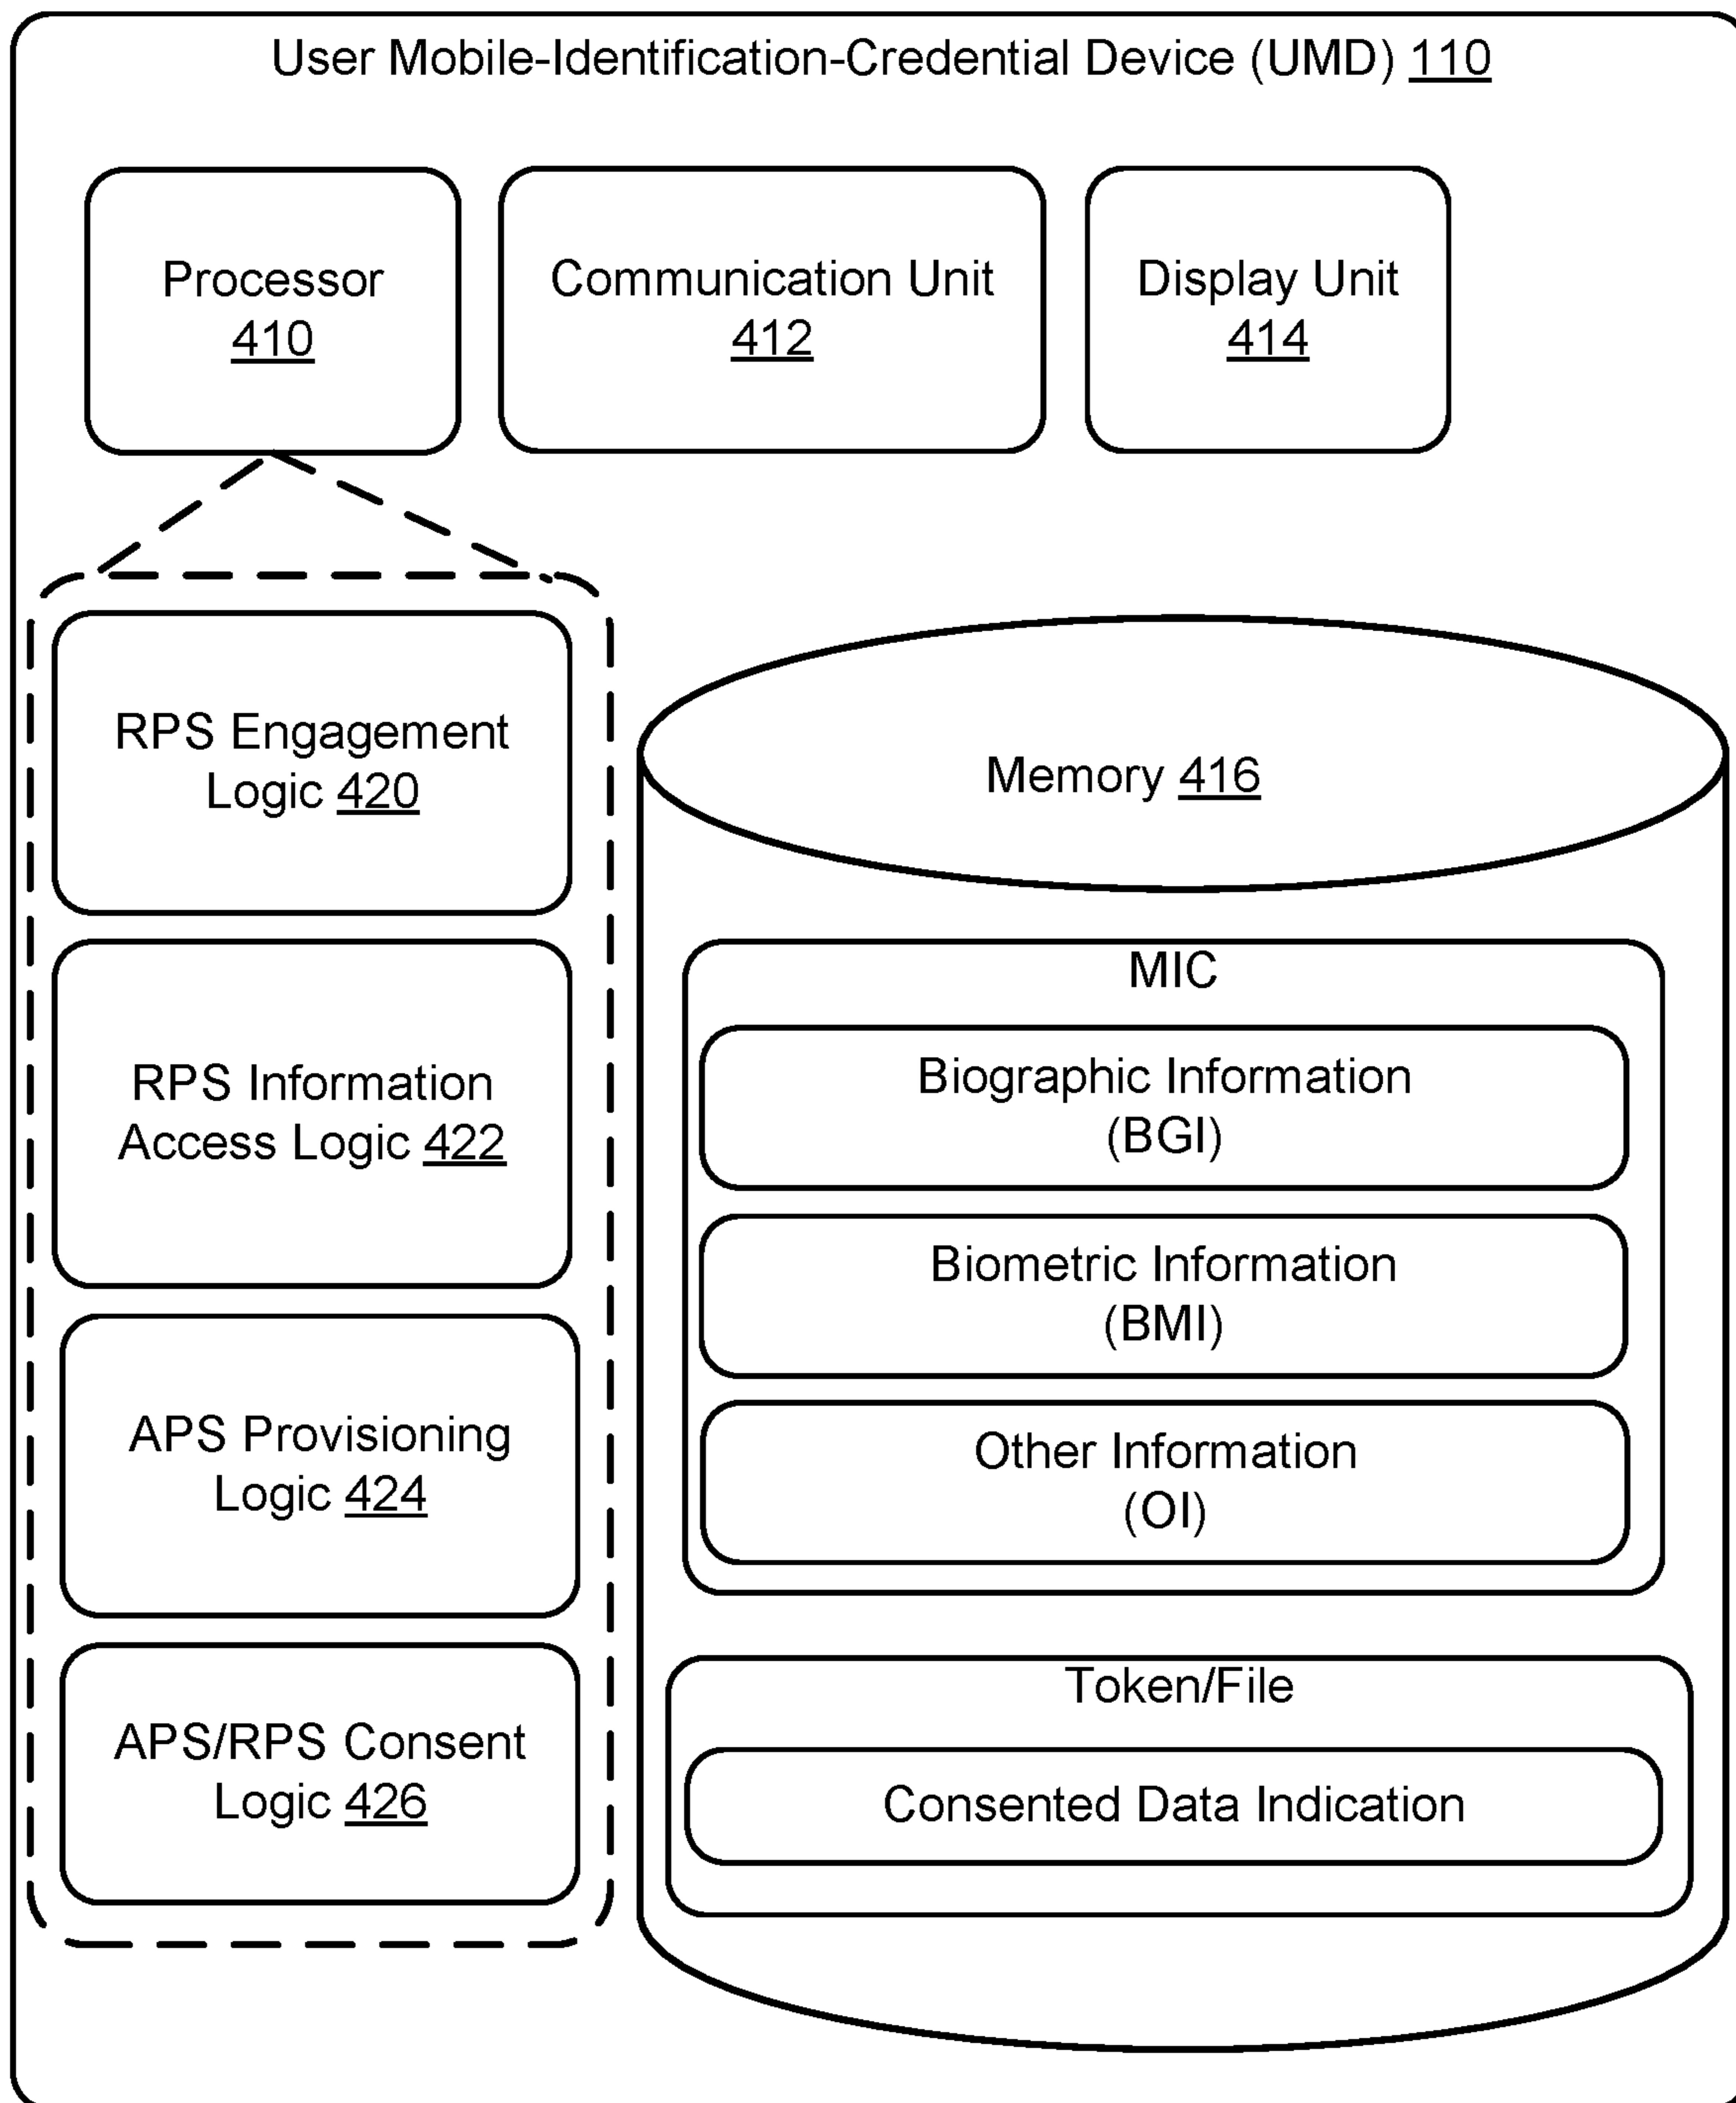 User Mobile-Identification-Credential Device (UMD) 110
Processor
410
Communication Unit
412
Display Unit
414
RPS Engagement
Logic 420
RPS Information
Access Logic 422
APS Provisioning
Logic 424
APS/RPS Consent
Logic 426
Memory 416
MIC
Biographic Information
(BGI)
Biometric Information
(BMI)
Other Information
(OI)
Token/File
Consented Data Indication